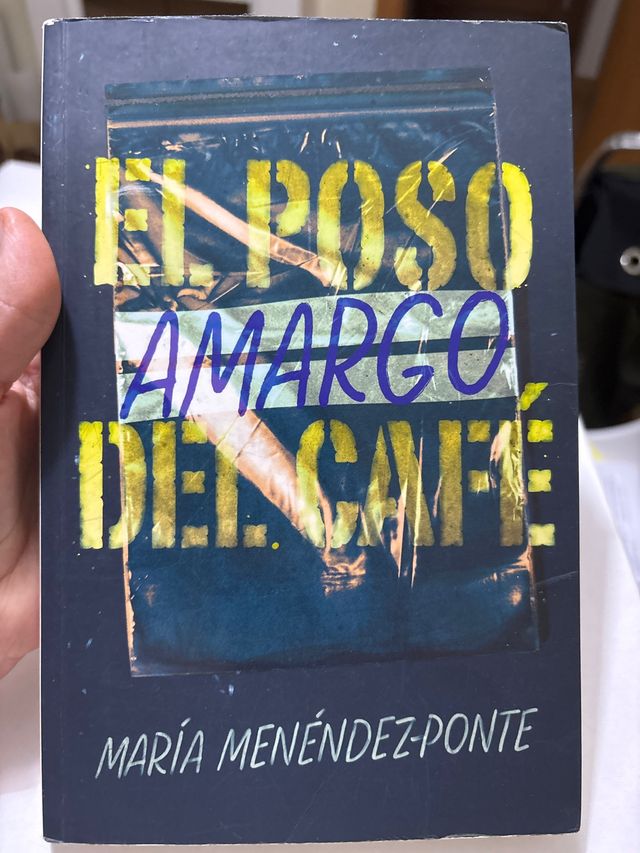 EL POSO
AMARGO
DEL CAFÉ
MARÍA MENÉNDEZ-PONTE